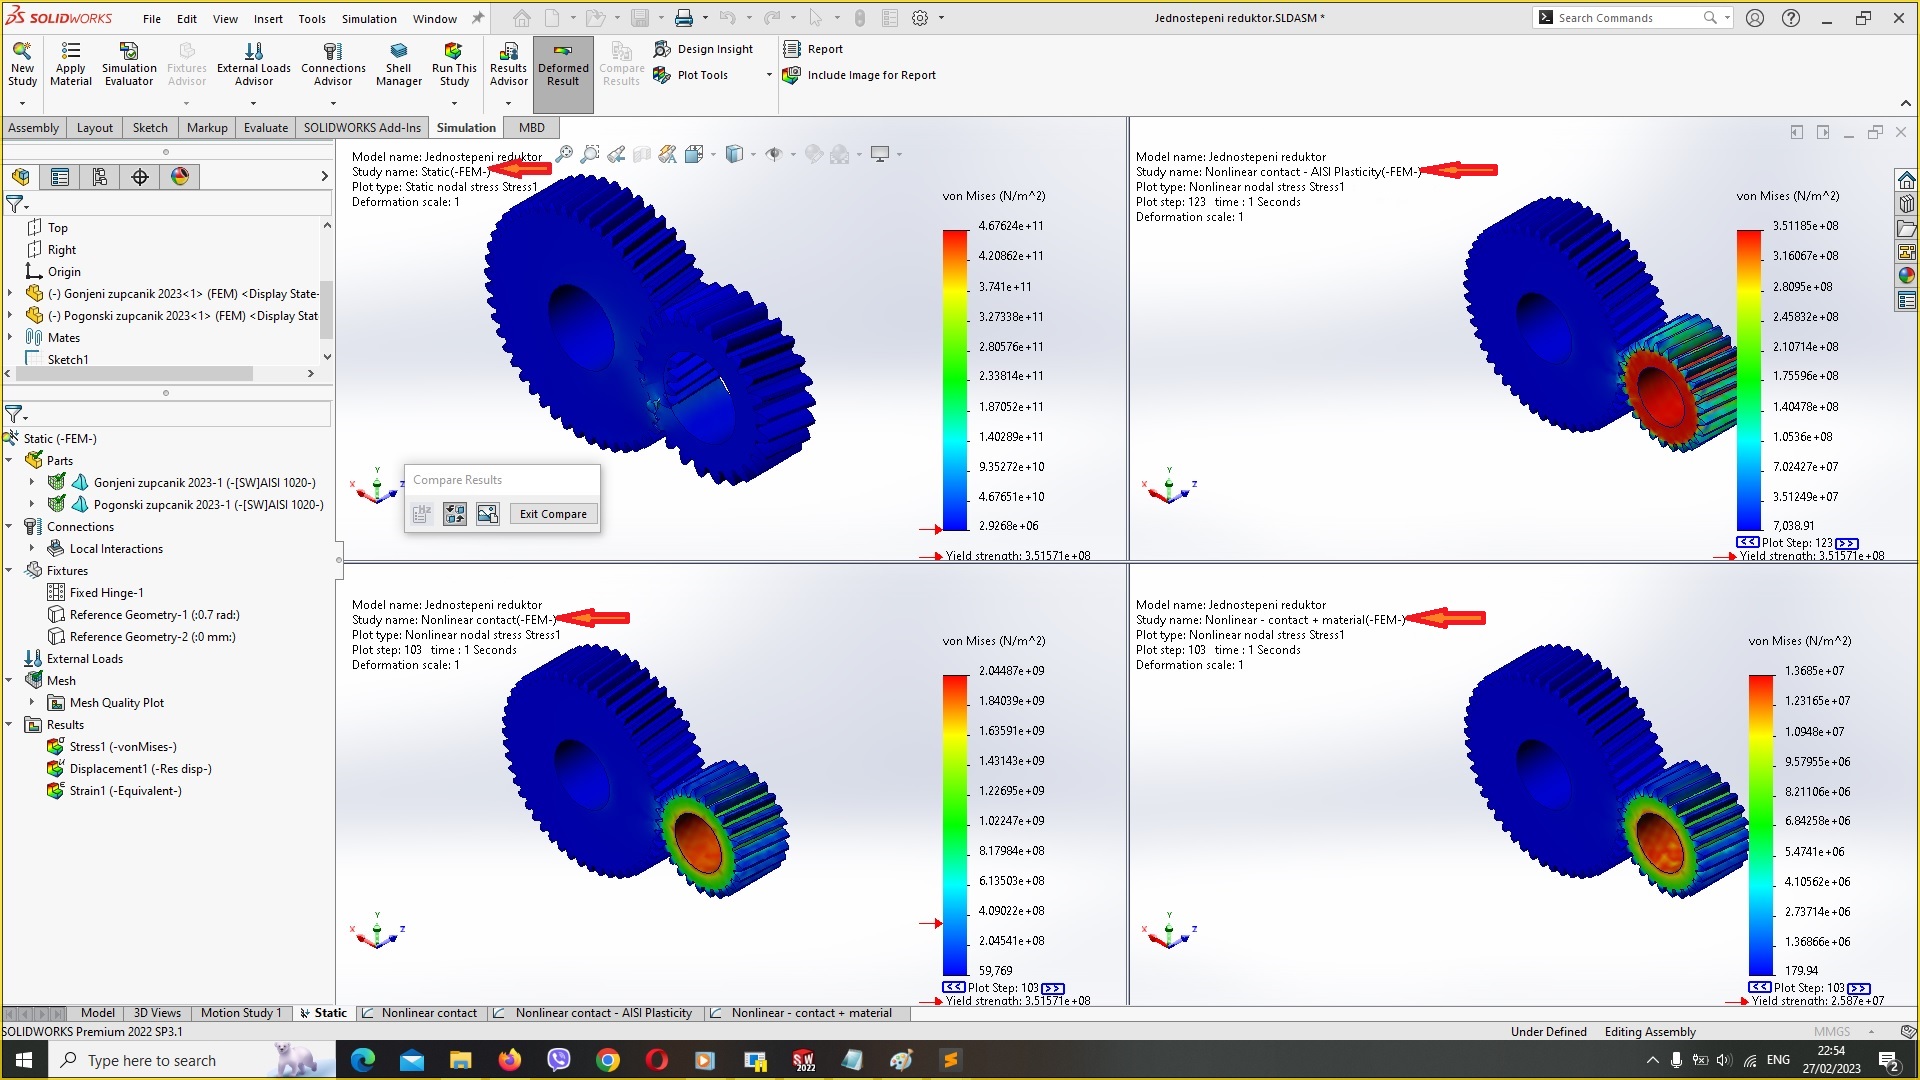 SOLIDWORKS
File Edit View Insert Tools Simulation Window
Jednostepeni reduktor.SLDASM *
Search Commands
New Study
Apply Material
Simulation Evaluator
Fixtures Advisor
External Loads Advisor
Connections Advisor
Shell Manager
Run This Study
Results Advisor
Deformed Result
Compare Results
Design Insight
Plot Tools
Report
Include Image for Report
Assembly Layout Sketch Markup Evaluate SOLIDWORKS Add-Ins Simulation MBD
Top
Right
Origin
(-) Gonjeni zupcanik 2023<1> (FEM) <Display State-
(-) Pogonski zupcanik 2023<1> (FEM) <Display Stat
Mates
Sketch1
Static (-FEM-)
Parts
Gonjeni zupcanik 2023-1 (-[SW]AISI 1020-)
Pogonski zupcanik 2023-1 (-[SW]AISI 1020-)
Connections
Local Interactions
Fixtures
Fixed Hinge-1
Reference Geometry-1 (:0.7 rad:)
Reference Geometry-2 (:0 mm:)
External Loads
Mesh
Mesh Quality Plot
Results
Stress1 (-vonMises-)
Displacement1 (-Res disp-)
Strain1 (-Equivalent-)
Model name: Jednostepeni reduktor
Study name: Static(-FEM-)
Plot type: Static nodal stress Stress1
Deformation scale: 1
von Mises (N/m^2)
4.67624e+11
4.20862e+11
3.741e+11
3.27338e+11
2.80576e+11
2.33814e+11
1.87052e+11
1.40289e+11
9.35272e+10
4.67651e+10
2.9268e+06
Yield strength: 3.51571e+08
X Y Z
Compare Results
Exit Compare
Model name: Jednostepeni reduktor
Study name: Nonlinear contact - AISI Plasticity(-FEM-)
Plot type: Nonlinear nodal stress Stress1
Plot step: 123 time : 1 Seconds
Deformation scale: 1
von Mises (N/m^2)
3.51185e+08
3.16067e+08
2.8095e+08
2.45832e+08
2.10714e+08
1.75596e+08
1.40478e+08
1.0536e+08
7.02427e+07
3.51249e+07
7,038.91
<< Plot Step: 123 >>
Yield strength: 3.51571e+08
X Y Z
Model name: Jednostepeni reduktor
Study name: Nonlinear contact(-FEM-)
Plot type: Nonlinear nodal stress Stress1
Plot step: 103 time : 1 Seconds
Deformation scale: 1
von Mises (N/m^2)
2.04487e+09
1.84039e+09
1.63591e+09
1.43143e+09
1.22695e+09
1.02247e+09
8.17984e+08
6.13503e+08
4.09022e+08
2.04541e+08
59,769
<< Plot Step: 103 >>
Yield strength: 3.51571e+08
X Y Z
Model name: Jednostepeni reduktor
Study name: Nonlinear - contact + material(-FEM-)
Plot type: Nonlinear nodal stress Stress1
Plot step: 103 time : 1 Seconds
Deformation scale: 1
von Mises (N/m^2)
1.3685e+07
1.23165e+07
1.0948e+07
9.57955e+06
8.21106e+06
6.84258e+06
5.4741e+06
4.10562e+06
2.73714e+06
1.36866e+06
179.94
<< Plot Step: 103 >>
Yield strength: 2.587e+07
X Y Z
Model 3D Views Motion Study 1 Static Nonlinear contact Nonlinear contact - AISI Plasticity Nonlinear - contact + material
SOLIDWORKS Premium 2022 SP3.1
Under Defined Editing Assembly MMGS
Type here to search
SW 2022
ENG
22:54
27/02/2023
2